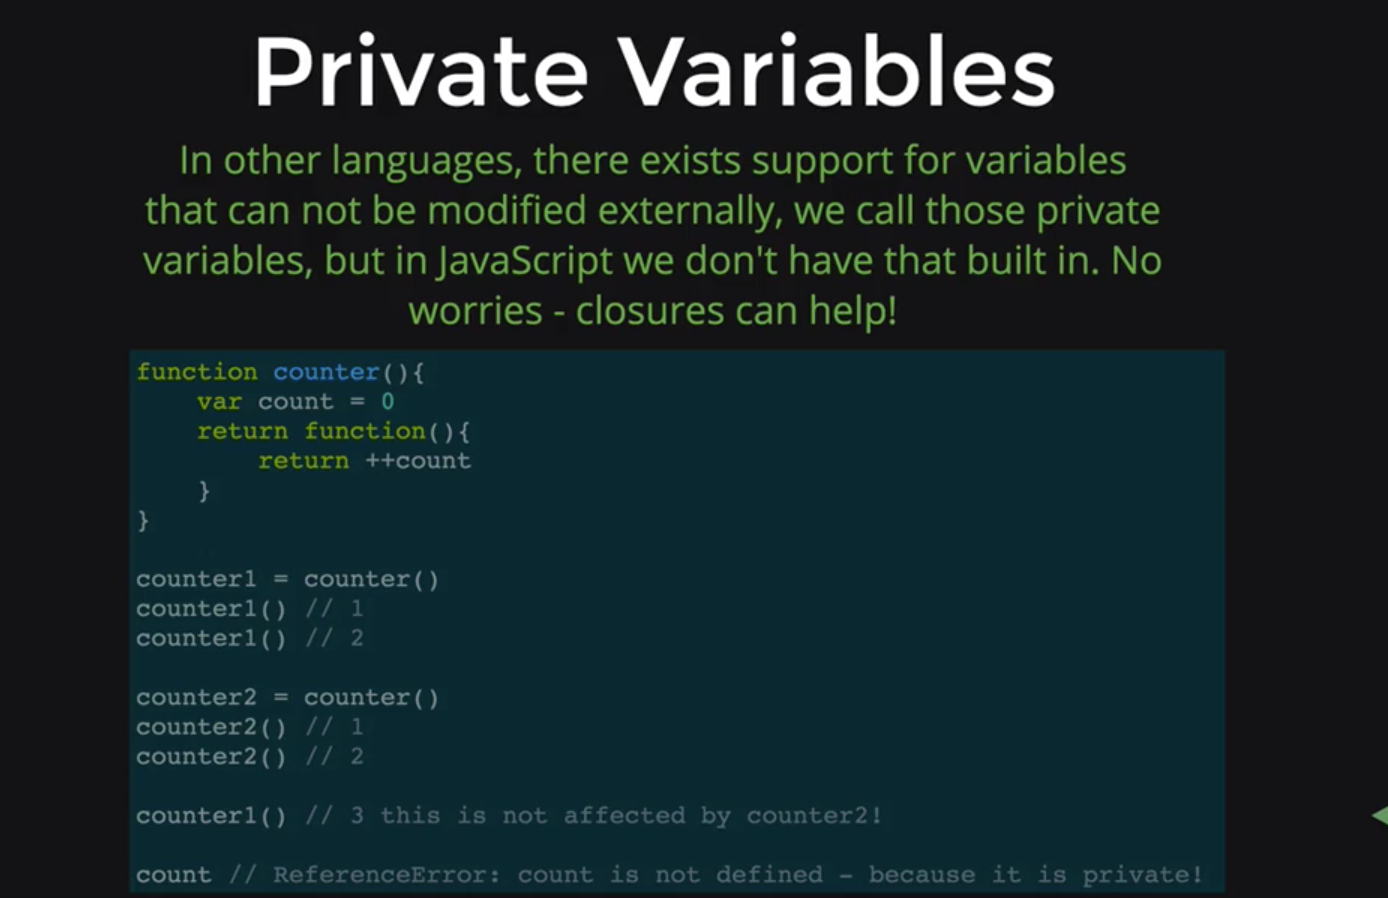 Private Variables
In other languages, there exists support for variables
that can not be modified externally, we call those private
variables, but in JavaScript we don't have that built in. No
worries - closures can help!
function counter(){
    var count = 0
    return function(){
        return ++count
    }
}
counter1 = counter()
counter1() // 1
counter1() // 2
counter2 = counter()
counter2() // 1
counter2() // 2
counter1() // 3 this is not affected by counter2!
count // ReferenceError: count is not defined - because it is private!